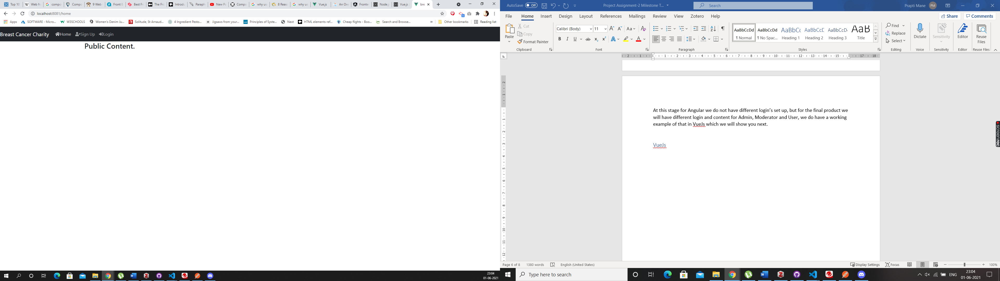 Top 10
Web fr
compo
Compa
9 Web
Front E
Best Fr
The Fro
Introdu
Paraph
New Pa
Compo
why us
8 Reaso
why us
Vue.js
An Ove
Fronte
Node.j
Vue.js
bre
localhost:8081/home
Apps
SOFTWARE - Micro...
W3SCHOOLS
Women's Denim Ju...
Solitude, St Arnaud...
4 Ingredient Pesto...
Jigsaws from your...
Principles of Syste...
Next
HTML elements ref...
Cheap flights - Boo...
Search and Browse...
»
Other bookmarks
Reading list
Breast Cancer Charity
Home
Sign Up
Login
Public Content.
23:04
01-06-2021
AutoSave Off
Project Assignment-2 Milestone T...
Search
Prapti Mane PM
File Home Insert Design Layout References Mailings Review View Zotero Help
Share
Comments
Paste
Cut
Copy
Format Painter
Clipboard
Calibri (Body) 11
Font
Paragraph
AaBbCcDd
¶ Normal
AaBbCcDd
¶ No Spac...
AaBbCc
Heading 1
AaBbCcD
Heading 2
AaBbCcD
Heading 3
AaB
Title
Styles
Find
Replace
Select
Editing
Dictate
Voice
Sensitivity
Sensitivity
Editor
Editor
Reuse
Files
Reuse Files
At this stage for Angular we do not have different login’s set up, but for the final product we
will have different login and content for Admin, Moderator and User, we do have a working
example of that in VueJs which we will show you next.
VueJs
screenrec
Page 6 of 8
1380 words
English (United States)
Display Settings
Focus
100%
Type here to search
ENG
23:04
01-06-2021